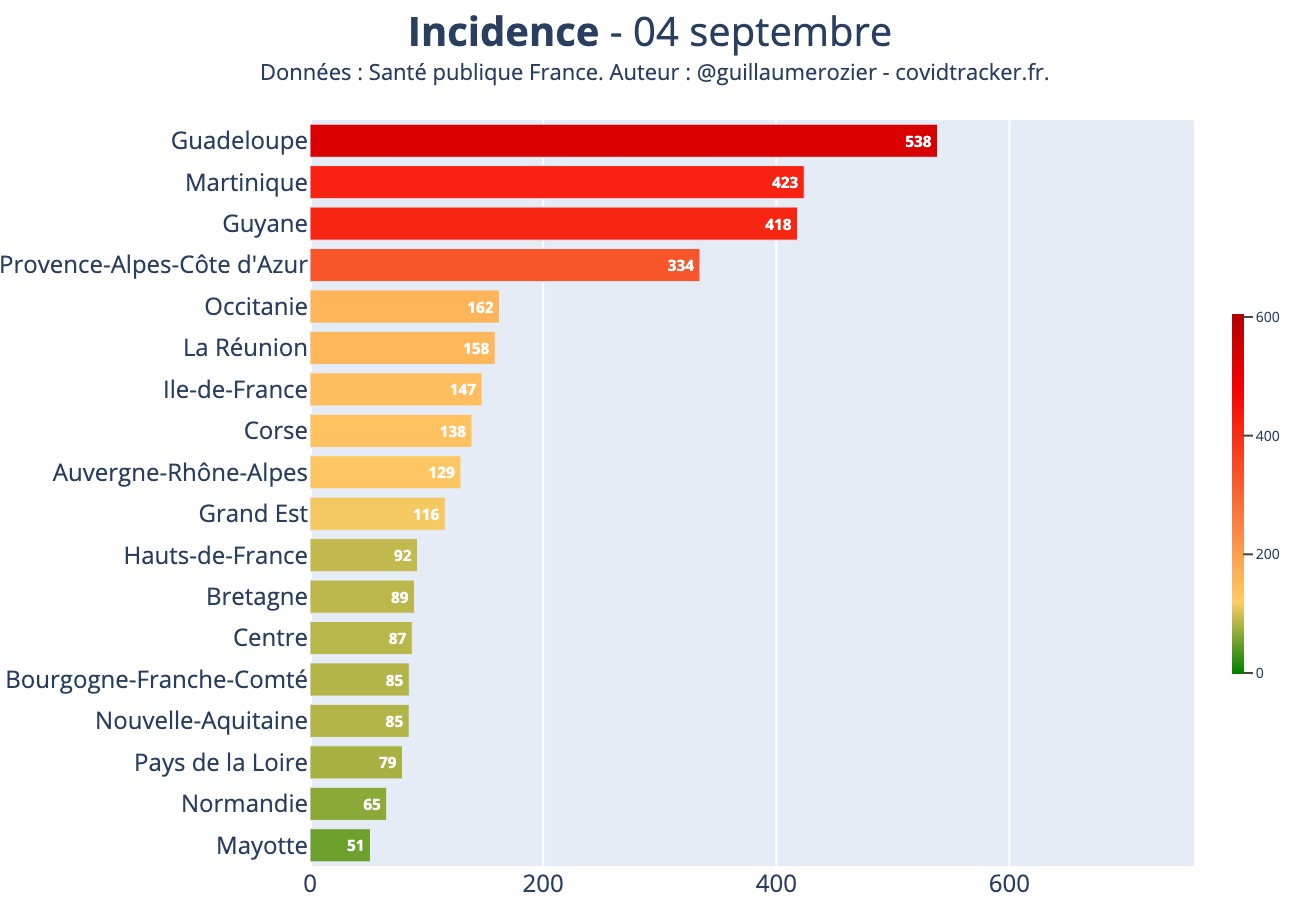 Incidence - 04 septembre
Données : Santé publique France. Auteur : @guillaumerozier - covidtracker.fr.
Guadeloupe 538
Martinique 423
Guyane 418
Provence-Alpes-Côte d'Azur 334
Occitanie 162
La Réunion 158
Ile-de-France 147
Corse 138
Auvergne-Rhône-Alpes 129
Grand Est 116
Hauts-de-France 92
Bretagne 89
Centre 87
Bourgogne-Franche-Comté 85
Nouvelle-Aquitaine 85
Pays de la Loire 79
Normandie 65
Mayotte 51
0 200 400 600
600
400
200
0